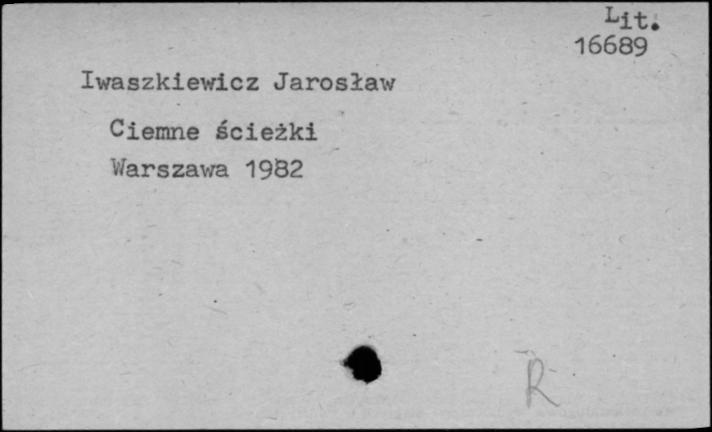 Lit.
16689
Iwaszkiewicz Jarosław
Ciemne ścieżki
Warszawa 1982
R